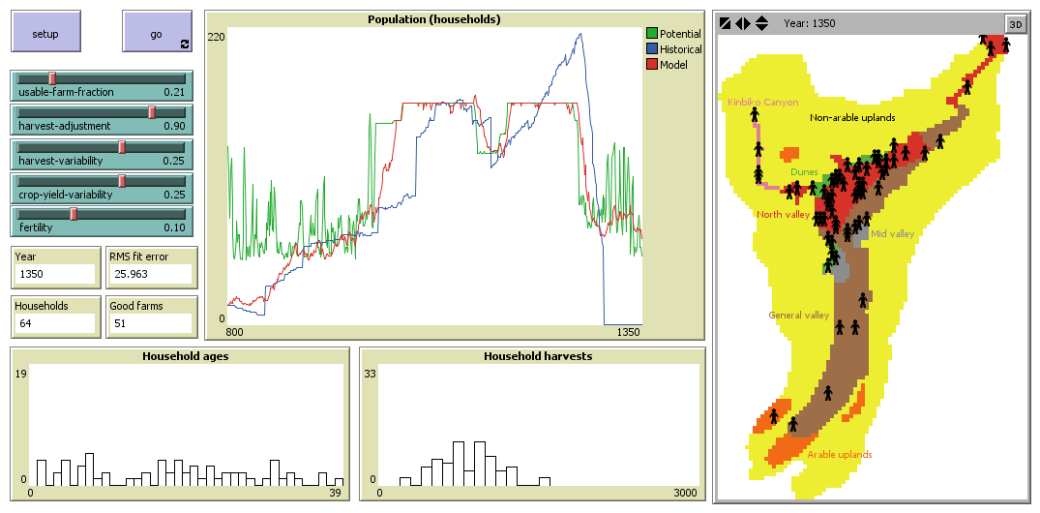 setup
go
usable-farm-fraction 0.21
harvest-adjustment 0.90
harvest-variability 0.25
crop-yield-variability 0.25
fertility 0.10
Year
1350
RMS fit error
25.963
Households
64
Good farms
51
Population (households)
220
0
800 1350
Potential
Historical
Model
Household ages
19
0
0 39
Household harvests
33
0
0 3000
Year: 1350
3D
Kinbiko Canyon
Non-arable uplands
Dunes
North valley
Mid valley
General valley
Arable uplands